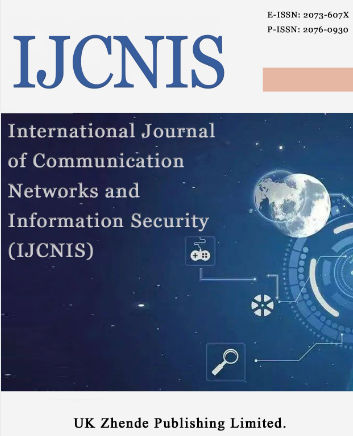 E-ISSN: 2073-607X
P-ISSN: 2076-0930
IJCNIS
International Journal
of Communication
Networks and
Information Security
(IJCNIS)
UK Zhende Publishing Limited.